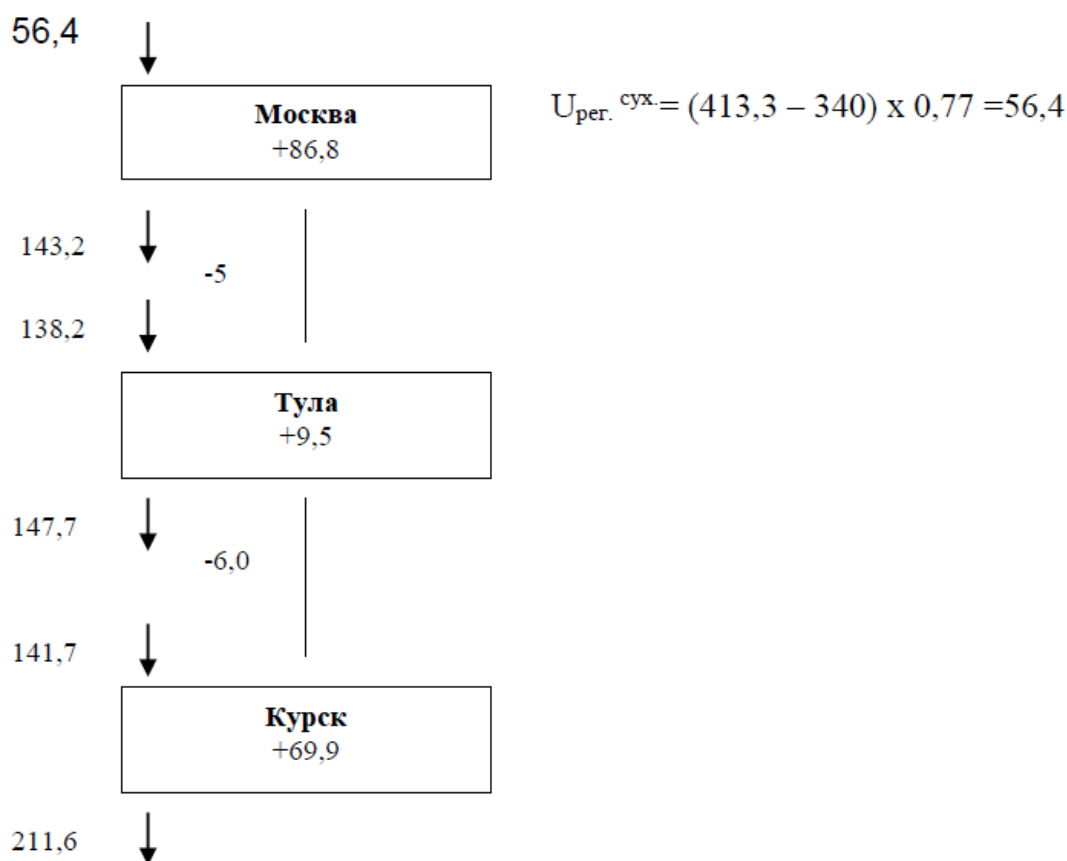 56,4
Москва
+86,8
Uрег. сух.= (413,3 – 340) x 0,77 =56,4
143,2
-5
138,2
Тула
+9,5
147,7
-6,0
141,7
Курск
+69,9
211,6